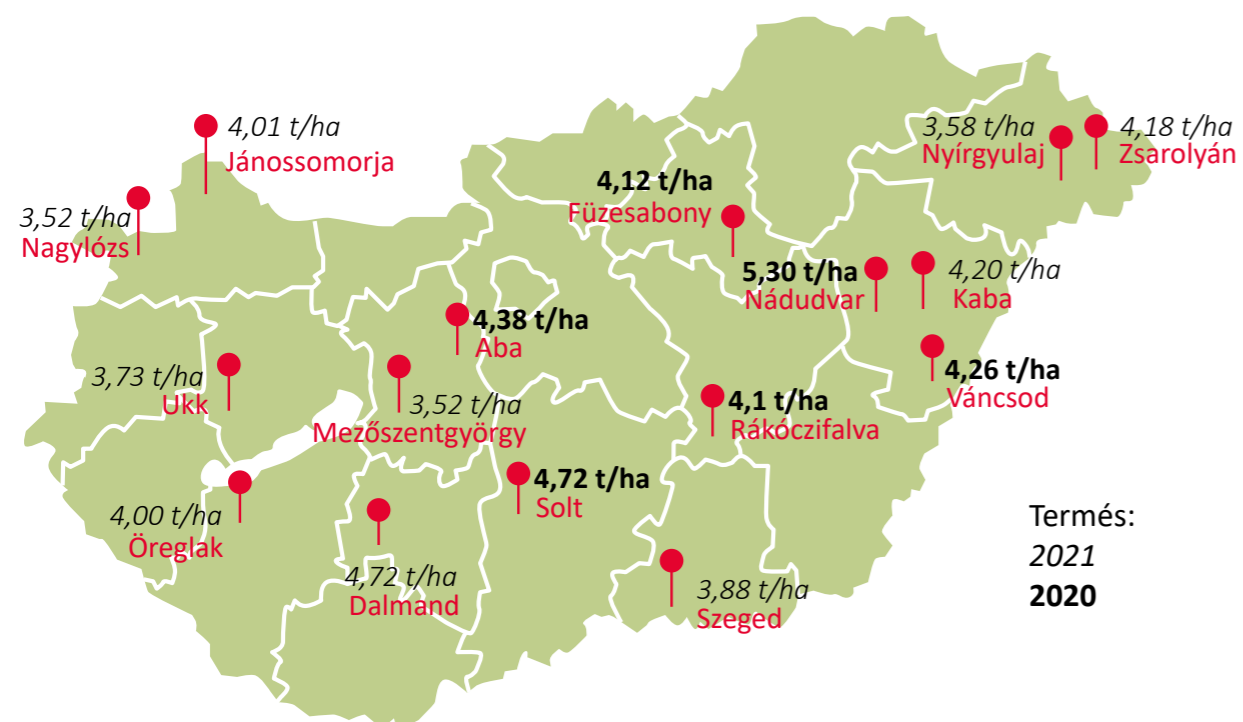 4,01 t/ha
Jánossomorja
3,52 t/ha
Nagylózs
3,58 t/ha
Nyírgyulaj
4,18 t/ha
Zsarolyán
4,12 t/ha
Füzesabony
5,30 t/ha
Nádudvar
4,20 t/ha
Kaba
4,38 t/ha
Aba
3,73 t/ha
Ukk
3,52 t/ha
Mezőszentgyörgy
4,26 t/ha
Váncsod
4,1 t/ha
Rákóczifalva
4,72 t/ha
Solt
4,00 t/ha
Öreglak
4,72 t/ha
Dalmand
3,88 t/ha
Szeged
Termés:
2021
2020